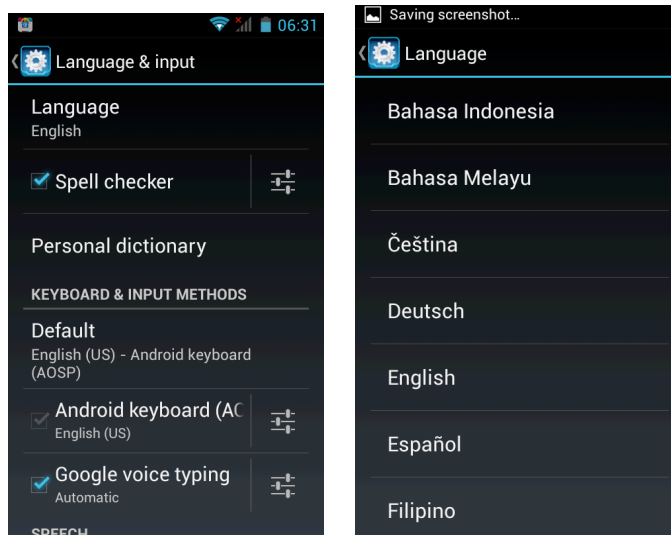 06:31
Language & input
Language
English
Spell checker
Personal dictionary
KEYBOARD & INPUT METHODS
Default
English (US) - Android keyboard
(AOSP)
Android keyboard (AO
English (US)
Google voice typing
Automatic
SPEECH
Saving screenshot...
Language
Bahasa Indonesia
Bahasa Melayu
Čeština
Deutsch
English
Español
Filipino